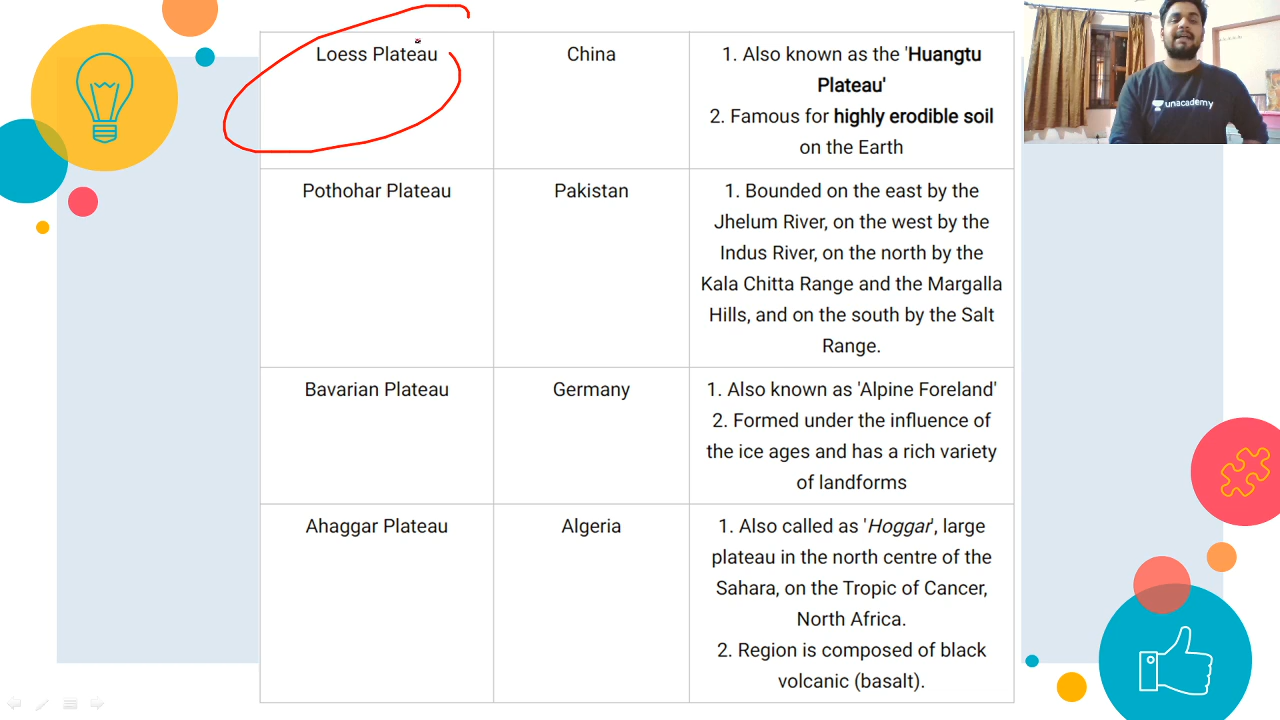 Loess Plateau
China
1. Also known as the 'Huangtu
Plateau'
2. Famous for highly erodible soil
on the Earth
Pothohar Plateau
Pakistan
1. Bounded on the east by the
Jhelum River, on the west by the
Indus River, on the north by the
Kala Chitta Range and the Margalla
Hills, and on the south by the Salt
Range.
Bavarian Plateau
Germany
1. Also known as 'Alpine Foreland'
2. Formed under the influence of
the ice ages and has a rich variety
of landforms
Ahaggar Plateau
Algeria
1. Also called as 'Hoggar', large
plateau in the north centre of the
Sahara, on the Tropic of Cancer,
North Africa.
2. Region is composed of black
volcanic (basalt).
unacademy